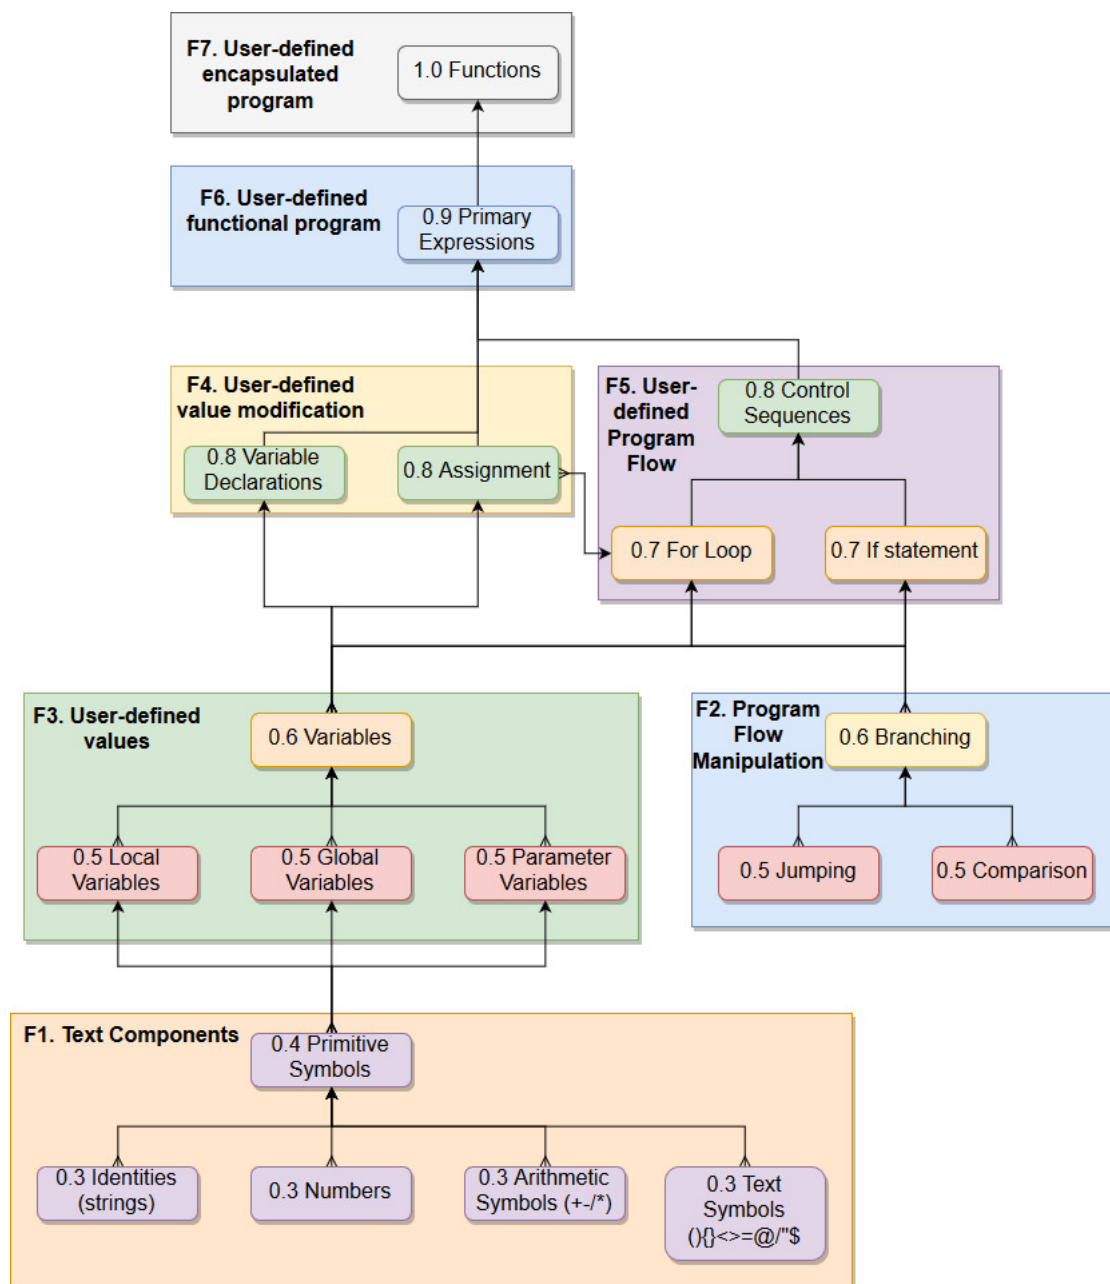 F7. User-defined
encapsulated
program
1.0 Functions
F6. User-defined
functional program
0.9 Primary
Expressions
F4. User-defined
value modification
0.8 Variable
Declarations
0.8 Assignment
F5. User-
defined
Program
Flow
0.8 Control
Sequences
0.7 For Loop
0.7 If statement
F3. User-defined
values
0.6 Variables
0.5 Local
Variables
0.5 Global
Variables
0.5 Parameter
Variables
F2. Program
Flow
Manipulation
0.6 Branching
0.5 Jumping
0.5 Comparison
F1. Text Components
0.4 Primitive
Symbols
0.3 Identities
(strings)
0.3 Numbers
0.3 Arithmetic
Symbols (+-/*)
0.3 Text
Symbols
(){}<>=@/"$